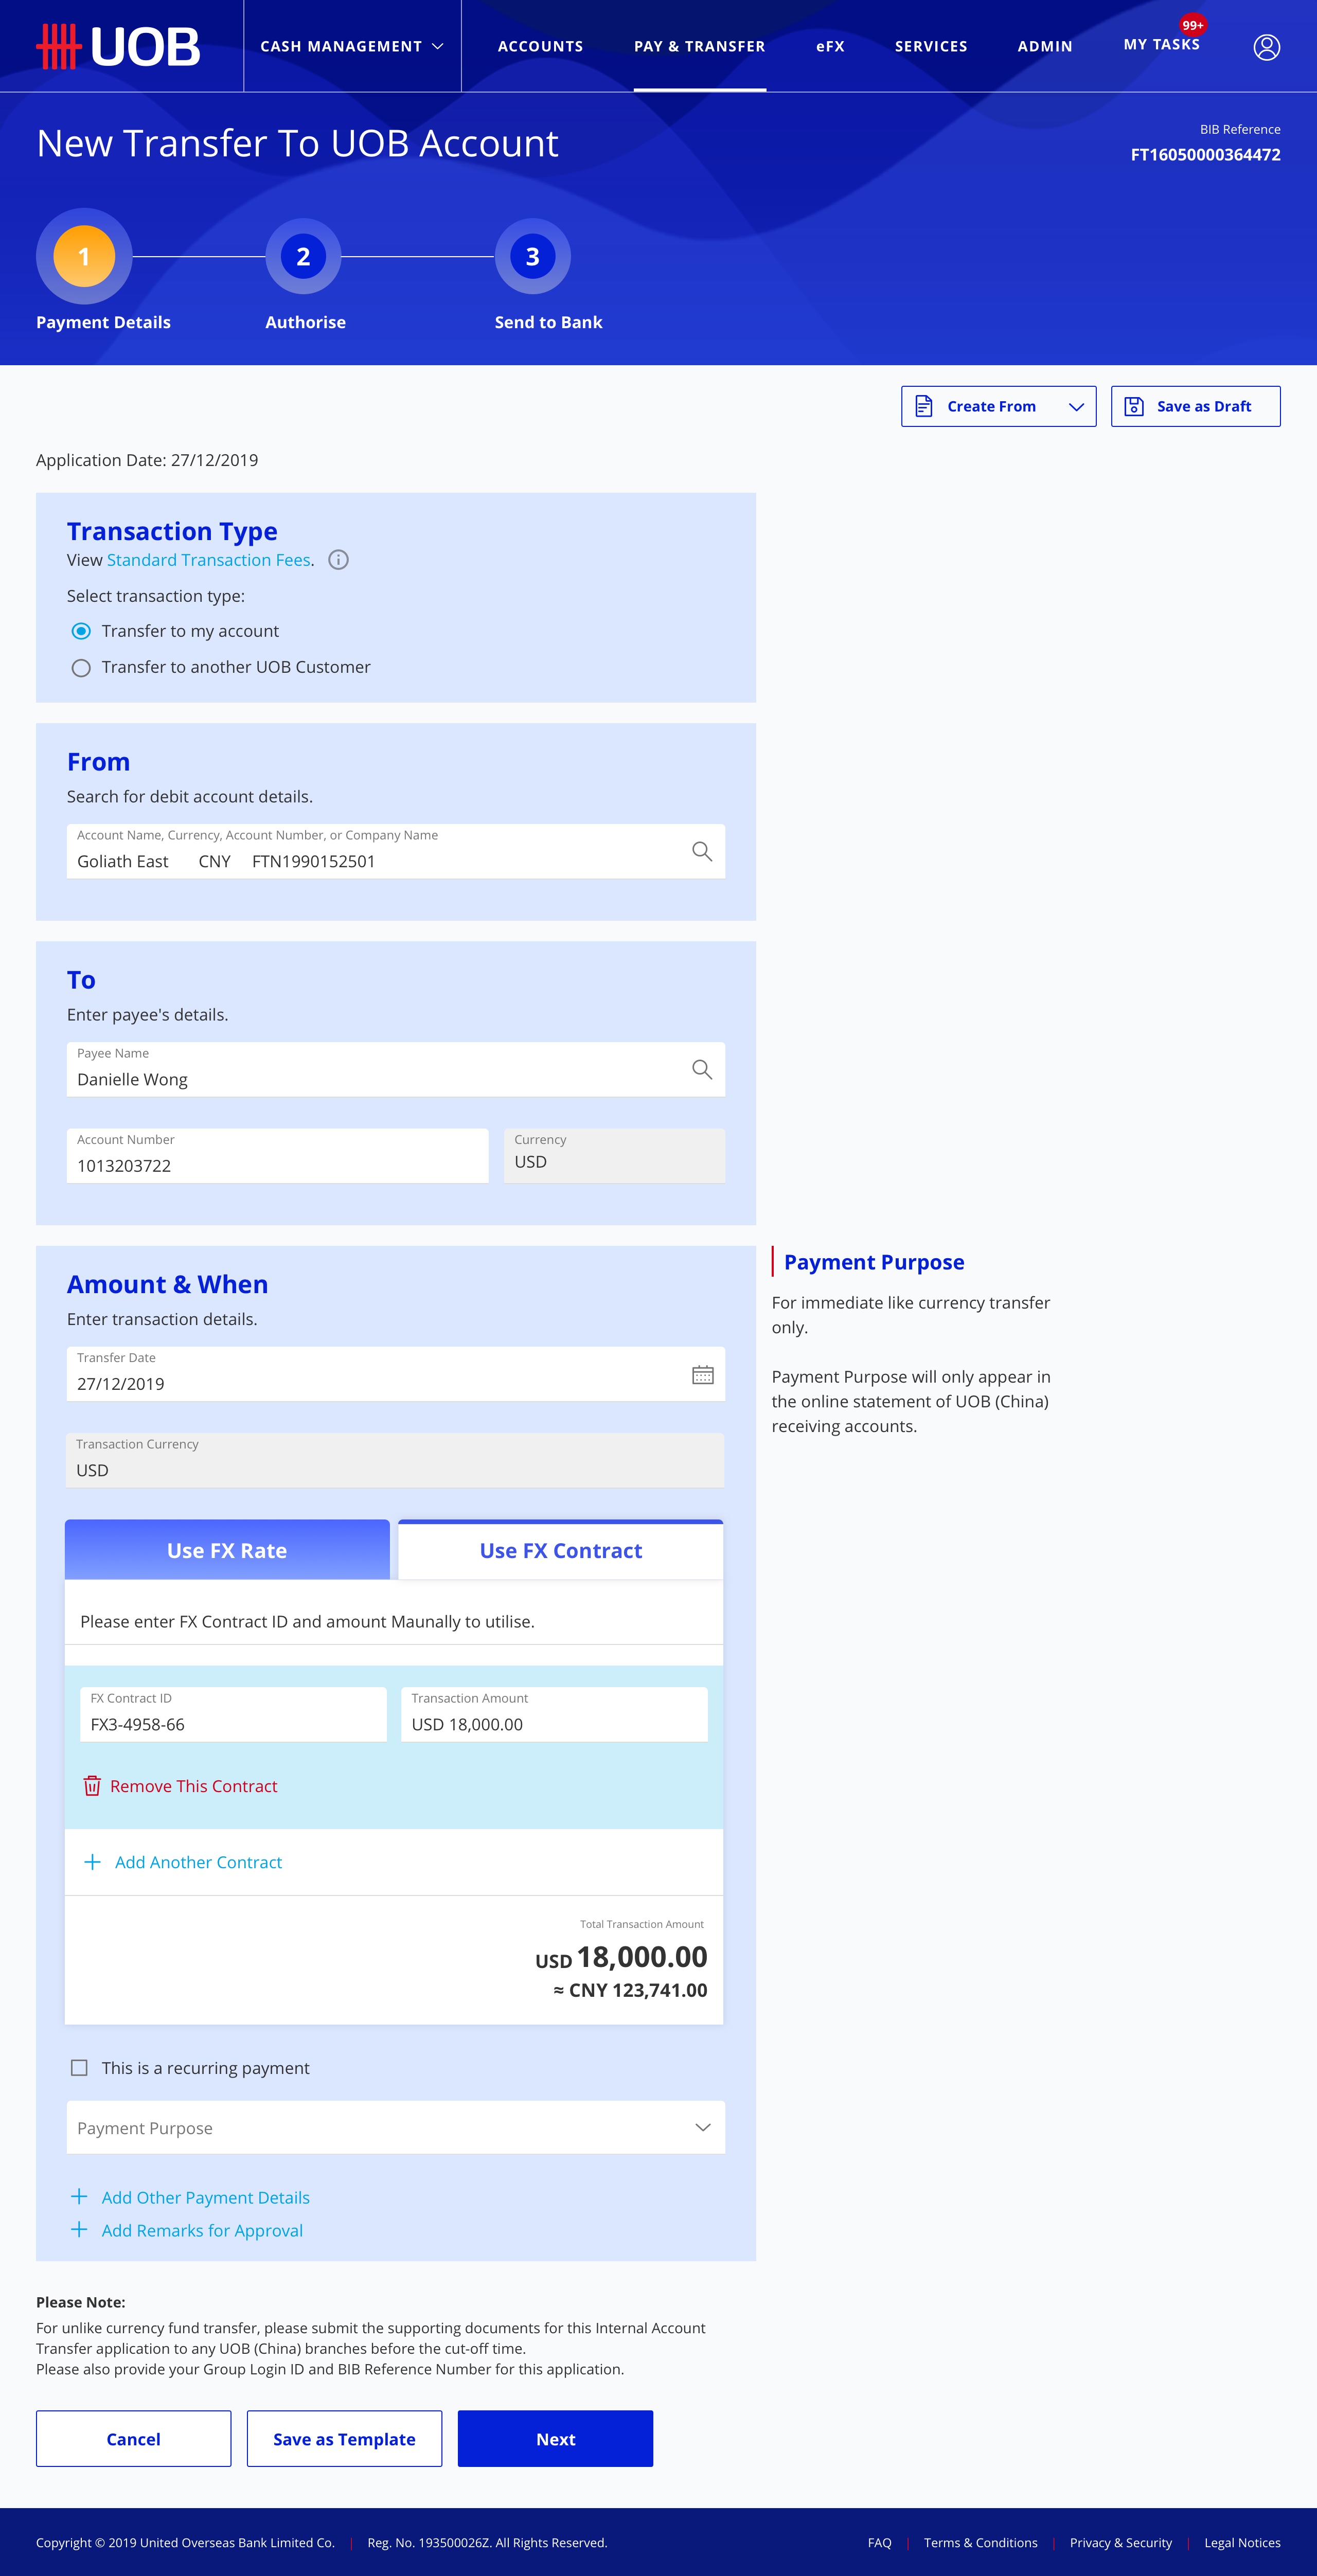 UOB
CASH MANAGEMENT
ACCOUNTS
PAY & TRANSFER
eFX
SERVICES
ADMIN
MY TASKS
99+
New Transfer To UOB Account
BIB Reference
FT16050000364472
1
2
3
Payment Details
Authorise
Send to Bank
Create From
Save as Draft
Application Date: 27/12/2019
Transaction Type
View Standard Transaction Fees.
Select transaction type:
Transfer to my account
Transfer to another UOB Customer
From
Search for debit account details.
Account Name, Currency, Account Number, or Company Name
Goliath East CNY FTN1990152501
To
Enter payee's details.
Payee Name
Danielle Wong
Account Number
1013203722
Currency
USD
Amount & When
Enter transaction details.
Transfer Date
27/12/2019
Transaction Currency
USD
Use FX Rate
Use FX Contract
Please enter FX Contract ID and amount Maunally to utilise.
FX Contract ID
FX3-4958-66
Transaction Amount
USD 18,000.00
Remove This Contract
Add Another Contract
Total Transaction Amount
USD 18,000.00
≈ CNY 123,741.00
This is a recurring payment
Payment Purpose
Add Other Payment Details
Add Remarks for Approval
Payment Purpose
For immediate like currency transfer
only.
Payment Purpose will only appear in
the online statement of UOB (China)
receiving accounts.
Please Note:
For unlike currency fund transfer, please submit the supporting documents for this Internal Account
Transfer application to any UOB (China) branches before the cut-off time.
Please also provide your Group Login ID and BIB Reference Number for this application.
Cancel
Save as Template
Next
Copyright © 2019 United Overseas Bank Limited Co. | Reg. No. 193500026Z. All Rights Reserved.
FAQ | Terms & Conditions | Privacy & Security | Legal Notices